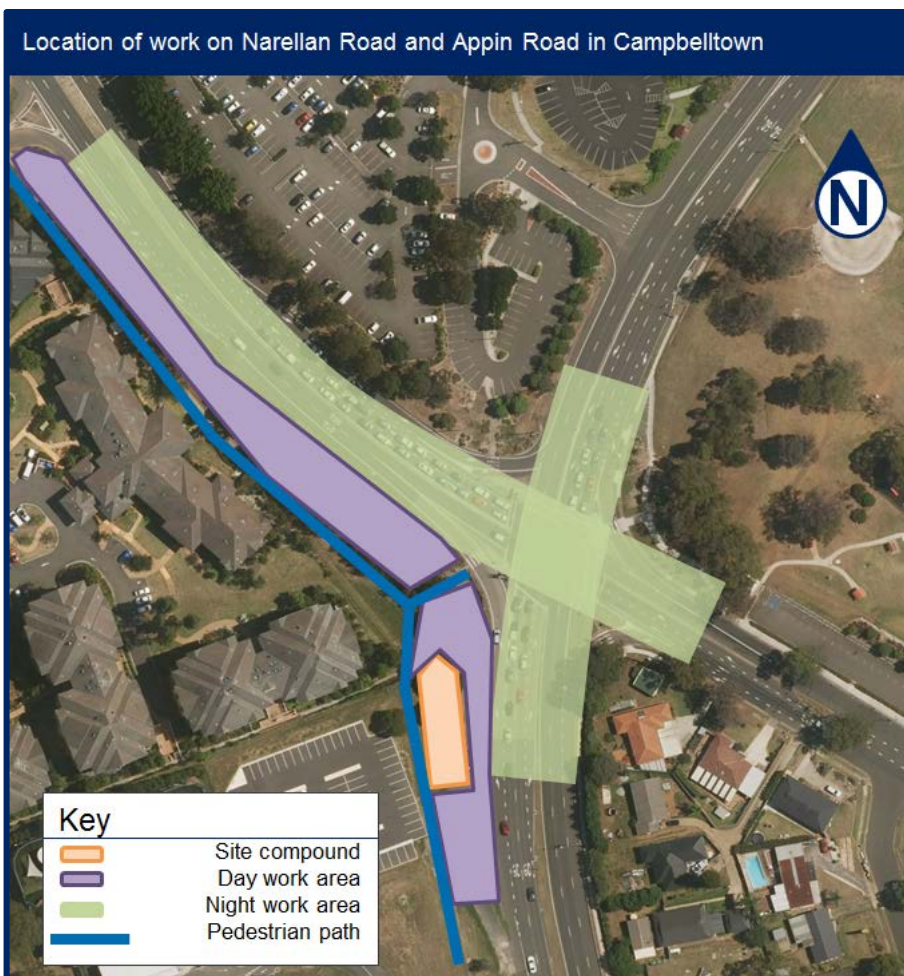 Location of work on Narellan Road and Appin Road in Campbelltown
N
Key
Site compound
Day work area
Night work area
Pedestrian path